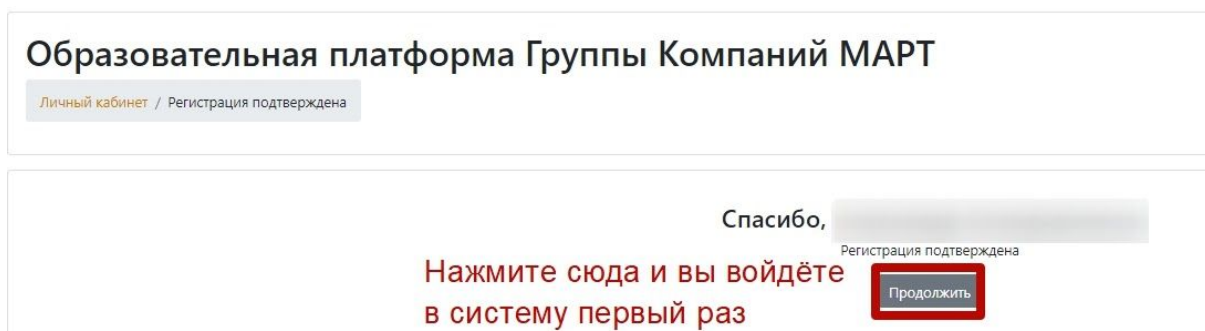 Образовательная платформа Группы Компаний МАРТ
Личный кабинет / Регистрация подтверждена
Спасибо,
Регистрация подтверждена
Нажмите сюда и вы войдёте
в систему первый раз
Продолжить